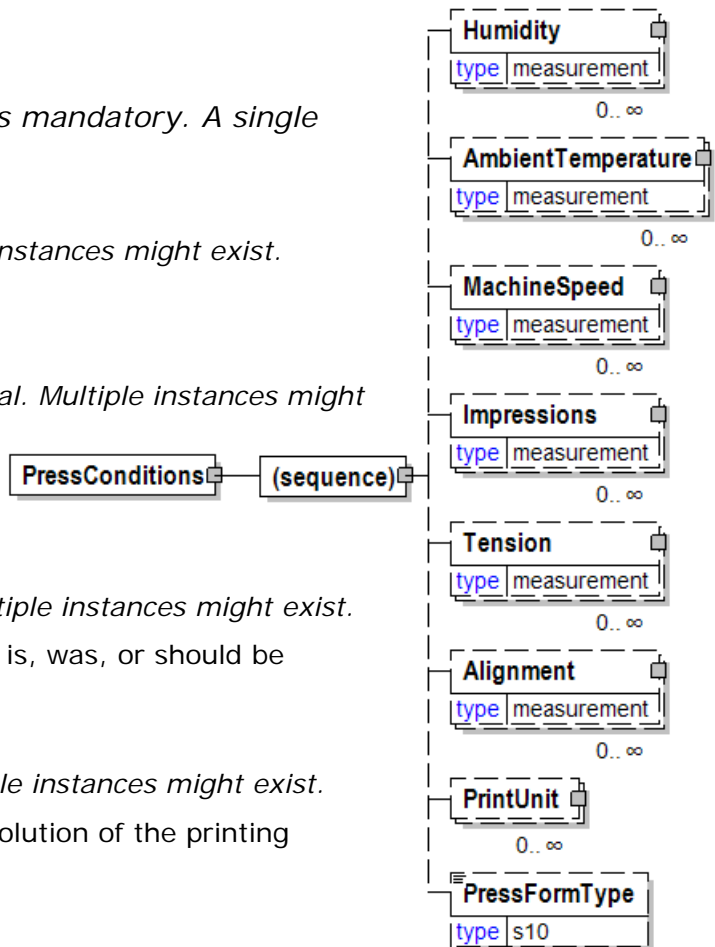 s mandatory. A single
nstances might exist.
al. Multiple instances might
tiple instances might exist.
is, was, or should be
le instances might exist.
olution of the printing
PressConditions
(sequence)
Humidity
type measurement
0.. ∞
AmbientTemperature
type measurement
0.. ∞
MachineSpeed
type measurement
0.. ∞
Impressions
type measurement
0.. ∞
Tension
type measurement
0.. ∞
Alignment
type measurement
0.. ∞
PrintUnit
0.. ∞
PressFormType
type s10